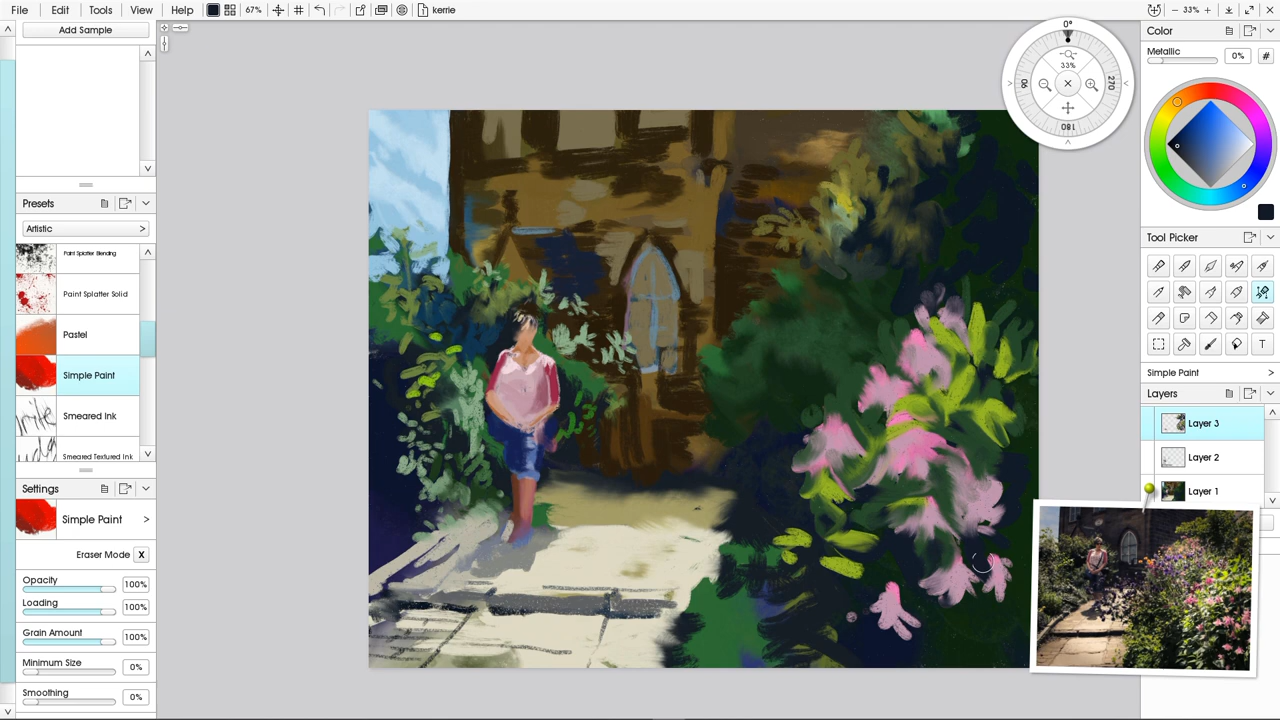 File Edit Tools View Window Help 67% kerrie 33%
Add Sample
Presets
Artistic
Paint Splatter Blending
Paint Splatter Solid
Pastel
Simple Paint
Smeared Ink
Smeared Textured Ink
Settings
Simple Paint
Eraser Mode X
Opacity 100%
Loading 100%
Grain Amount 100%
Minimum Size 0%
Smoothing 0%
0°
33%
90
270
180
Color
Metallic 0% #
Tool Picker
T
Simple Paint
Layers
Layer 3
Layer 2
Layer 1